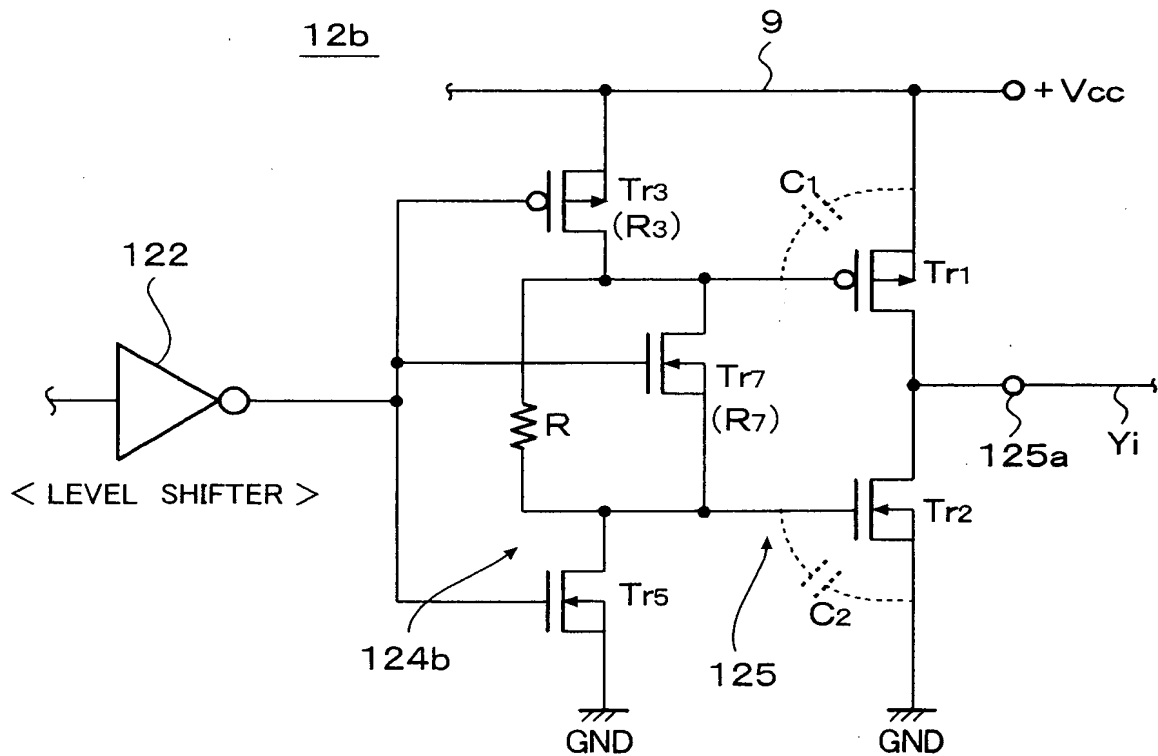 12b
9
+Vcc
C1
Tr3
(R3)
Tr1
122
Tr7
(R7)
R
125a
Yi
< LEVEL SHIFTER >
Tr2
Tr5
C2
124b
125
GND
GND